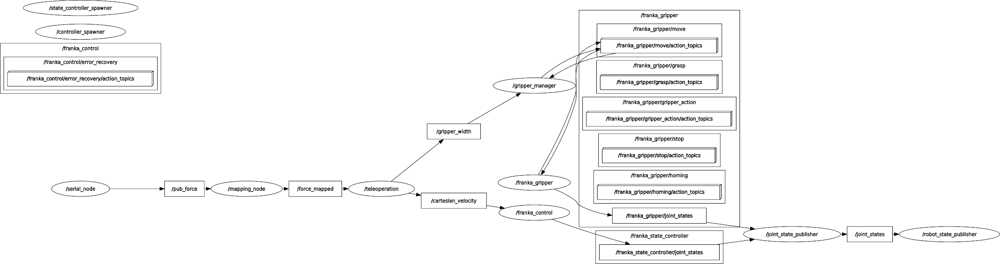 /state_controller_spawner
/controller_spawner
/franka_control
/franka_control/error_recovery
/franka_control/error_recovery/action_topics
/serial_node
/pub_force
/mapping_node
/force_mapped
/teleoperation
/gripper_width
/cartesian_velocity
/gripper_manager
/franka_gripper
/franka_control
/franka_gripper
/franka_gripper/move
/franka_gripper/move/action_topics
/franka_gripper/grasp
/franka_gripper/grasp/action_topics
/franka_gripper/gripper_action
/franka_gripper/gripper_action/action_topics
/franka_gripper/stop
/franka_gripper/stop/action_topics
/franka_gripper/homing
/franka_gripper/homing/action_topics
/franka_gripper/joint_states
/franka_state_controller
/franka_state_controller/joint_states
/joint_state_publisher
/joint_states
/robot_state_publisher